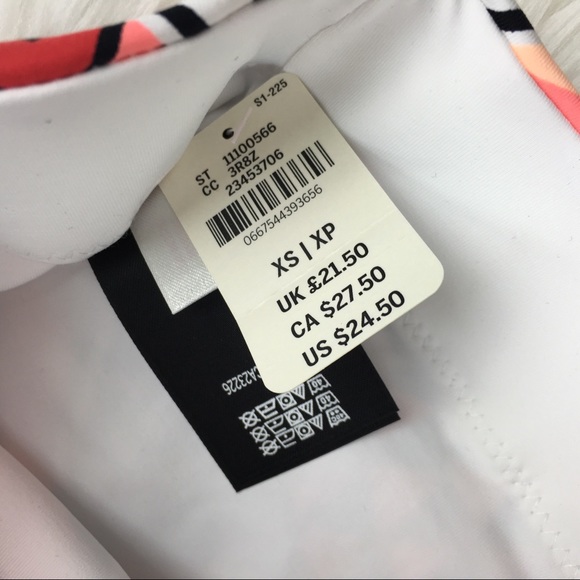 S1-225
ST 11100566
CC 3R8Z
23453706
0667544393656
XS | XP
UK £21.50
CA $27.50
US $24.50
CA23226